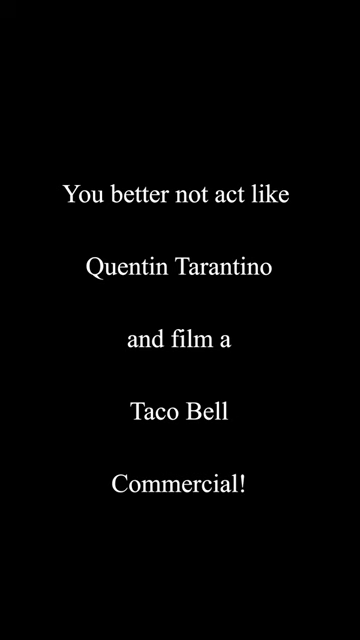 You better not act like
Quentin Tarantino
and film a
Taco Bell
Commercial!